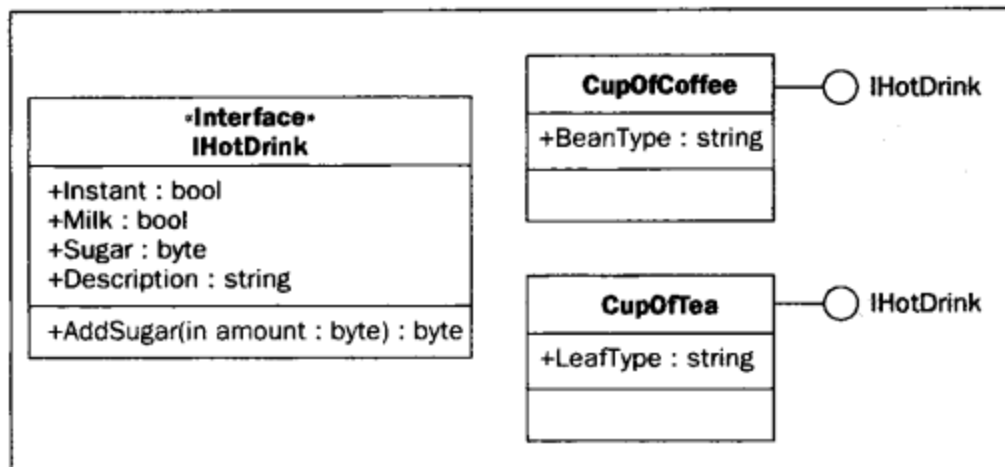 «Interface»
IHotDrink
+Instant : bool
+Milk : bool
+Sugar : byte
+Description : string
+AddSugar(in amount : byte) : byte
CupOfCoffee
+BeanType : string
IHotDrink
CupOfTea
+LeafType : string
IHotDrink